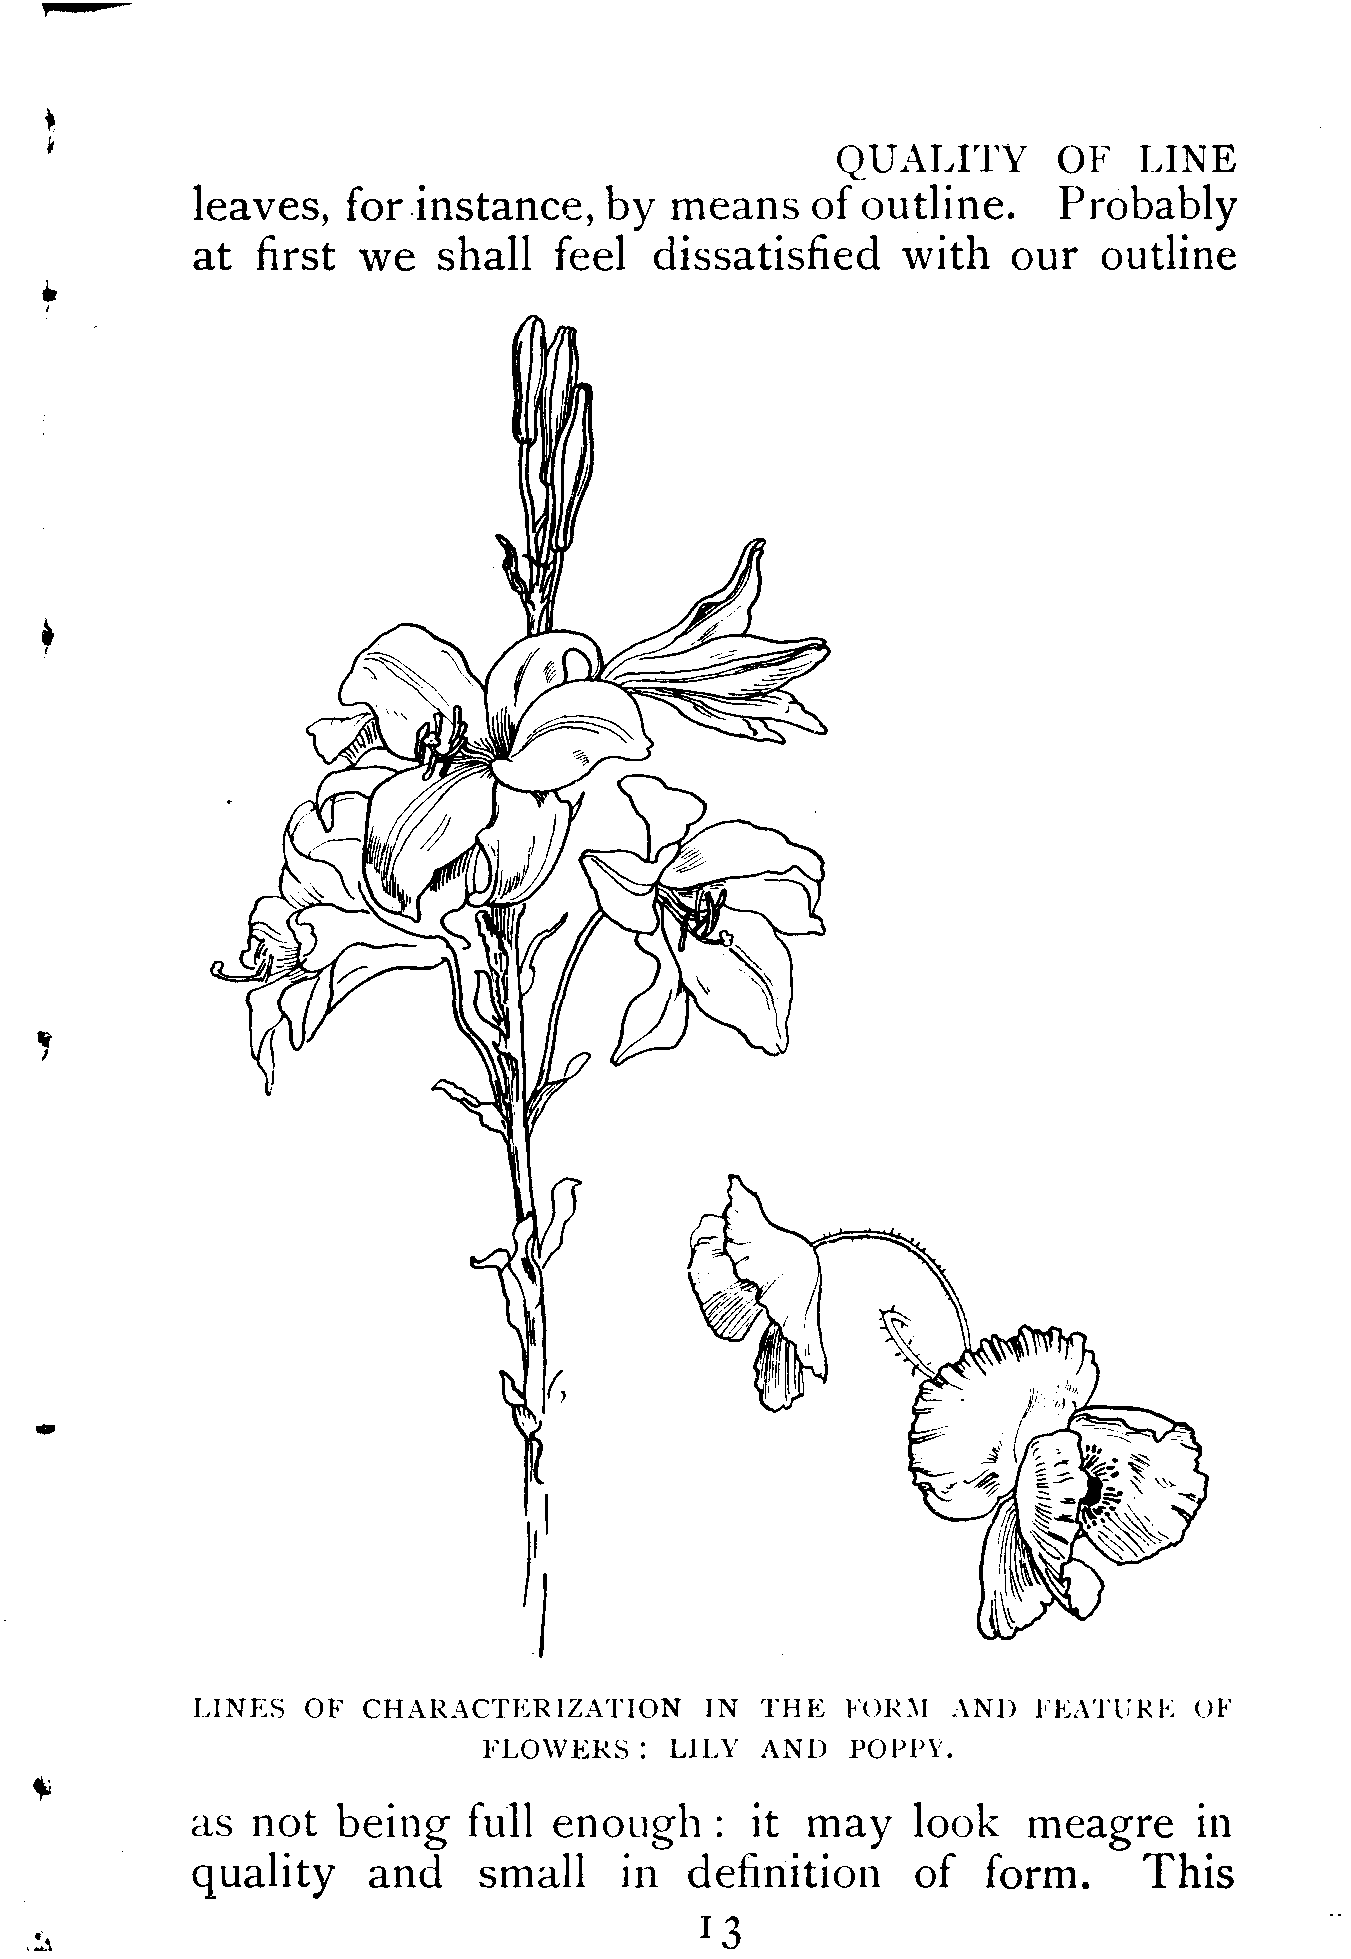 QUALITY OF LINE
leaves, for instance, by means of outline. Probably
at first we shall feel dissatisfied with our outline
LINES OF CHARACTERIZATION IN THE FORM AND FEATURE OF
FLOWERS: LILY AND POPPY.
as not being full enough: it may look meagre in
quality and small in definition of form. This
13